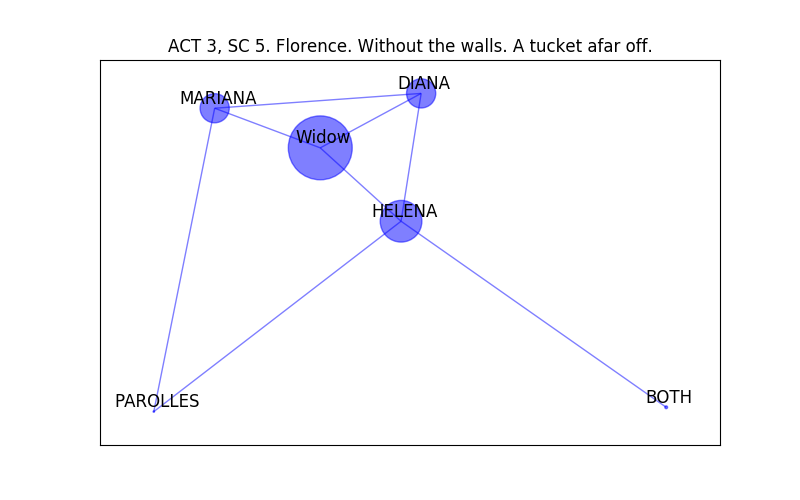 ACT 3, SC 5. Florence. Without the walls. A tucket afar off.
DIANA
MARIANA
Widow
HELENA
BOTH
PAROLLES